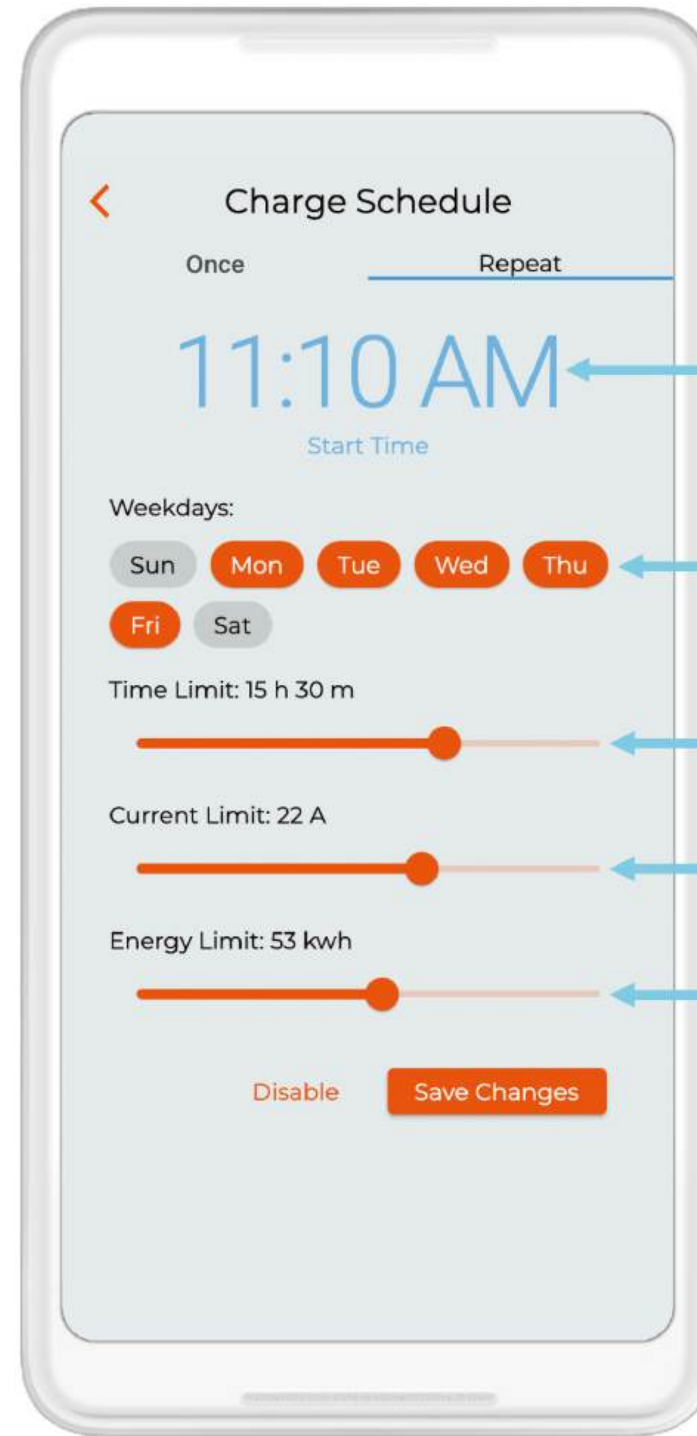 Charge Schedule
Once Repeat
11:10 AM
Start Time
Weekdays:
Sun Mon Tue Wed Thu
Fri Sat
Time Limit: 15 h 30 m
Current Limit: 22 A
Energy Limit: 53 kwh
Disable Save Changes